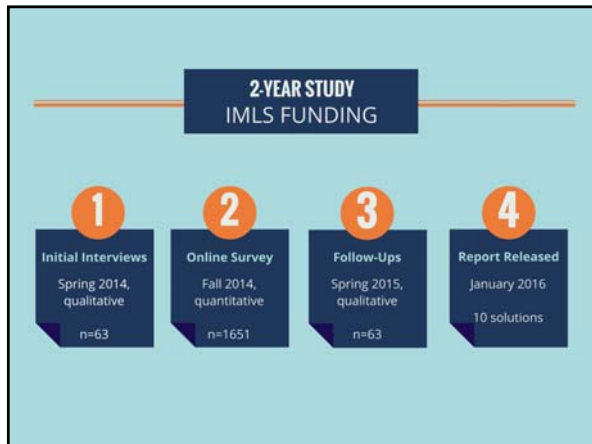 2-YEAR STUDY
IMLS FUNDING
1
Initial Interviews
Spring 2014,
qualitative
n=63
2
Online Survey
Fall 2014,
quantitative
n=1651
3
Follow-Ups
Spring 2015,
qualitative
n=63
4
Report Released
January 2016
10 solutions